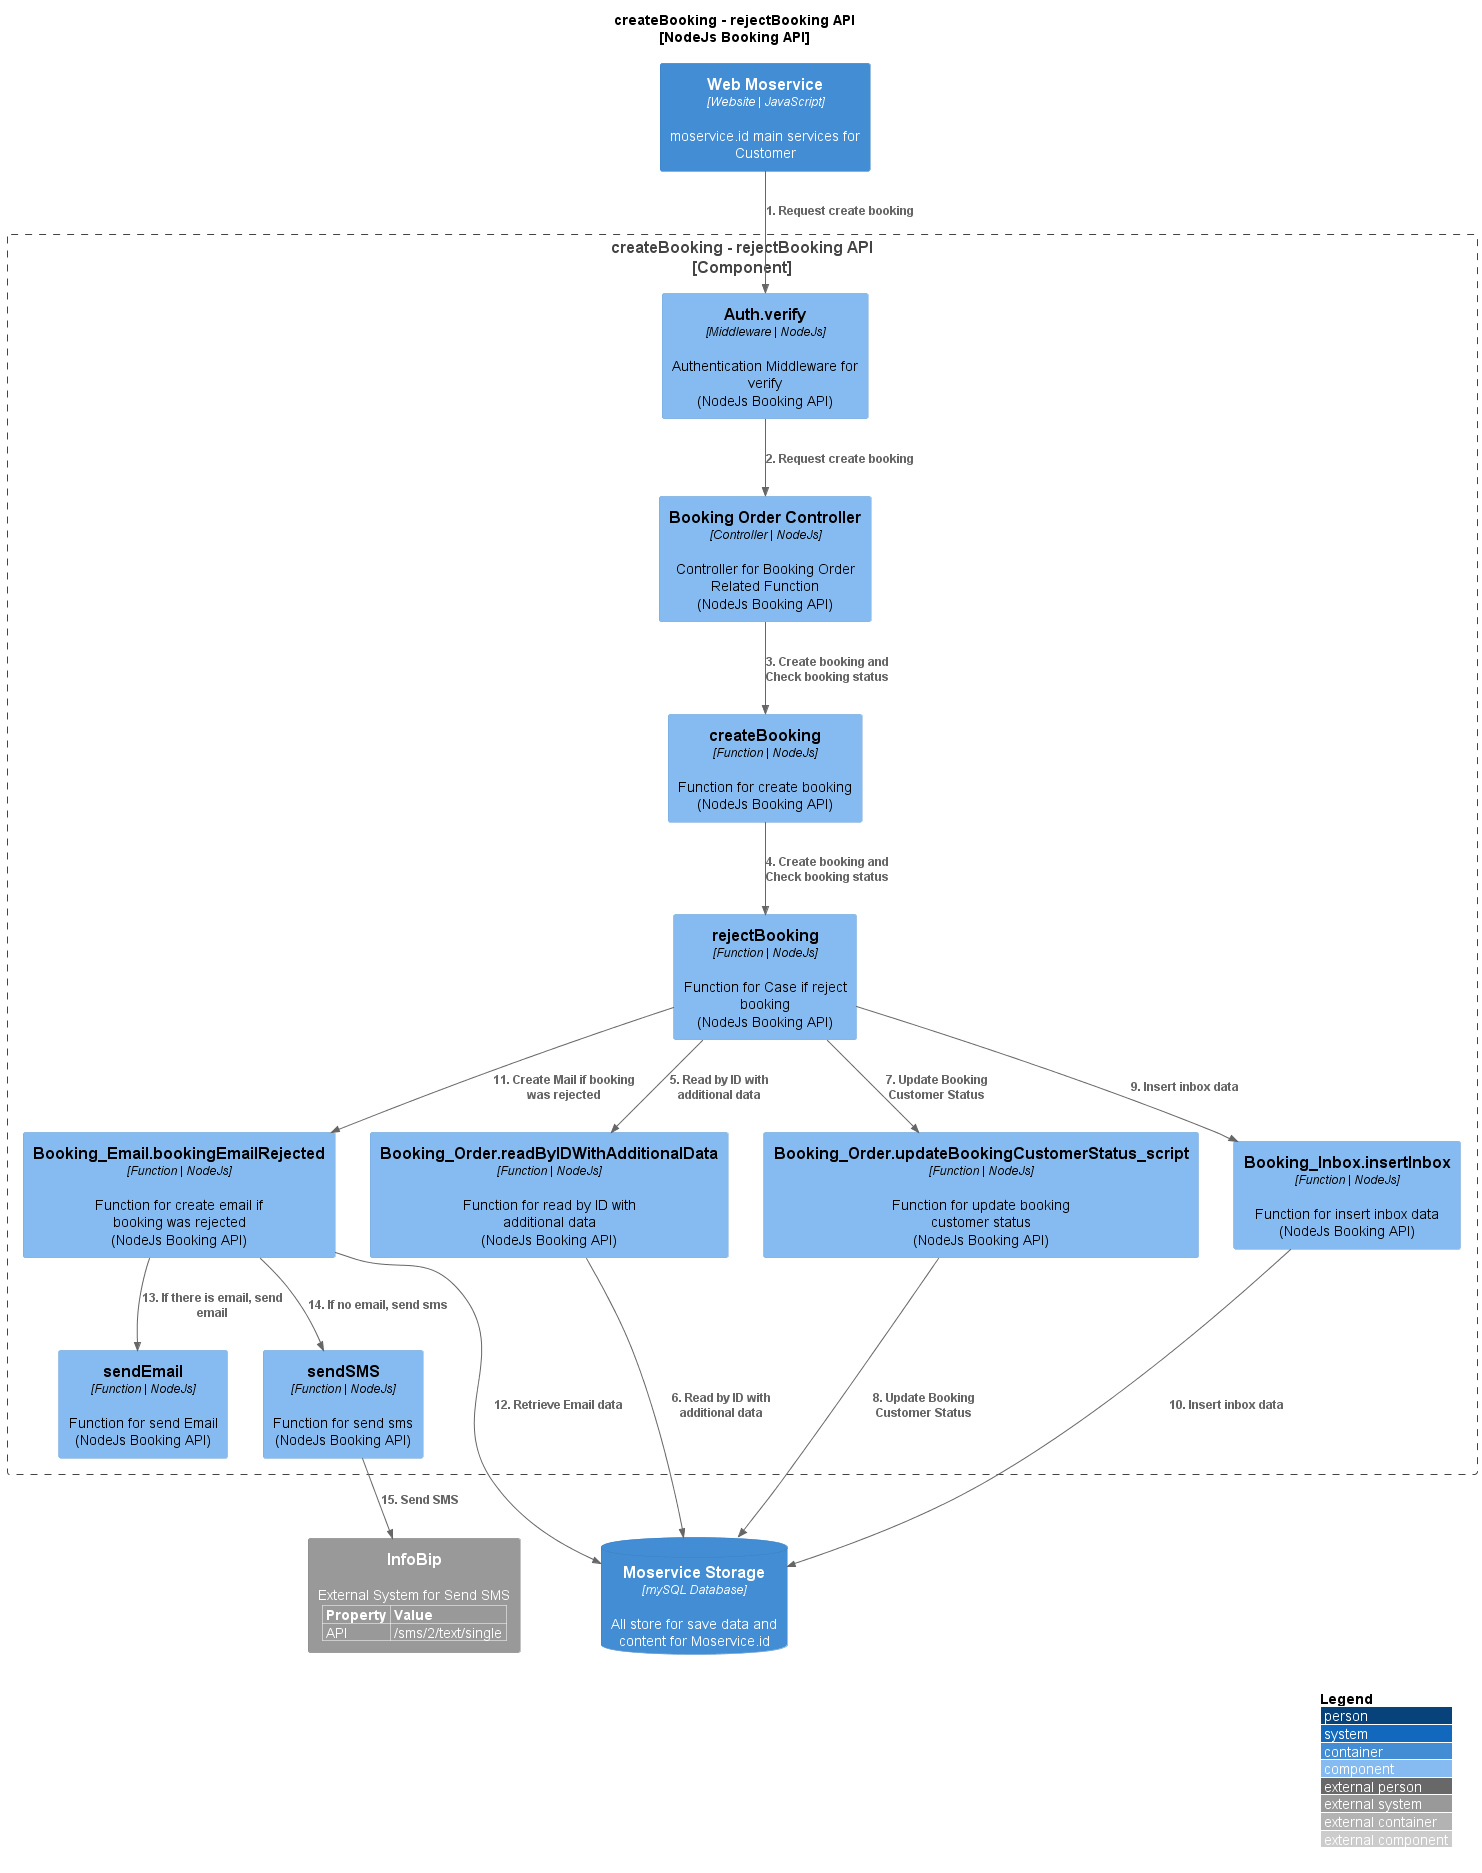 createBooking - rejectBooking API
[NodeJs Booking API]
Web Moservice
[Website | JavaScript]
moservice.id main services for
Customer
1. Request create booking
createBooking - rejectBooking API
[Component]
Auth.verify
[Middleware | NodeJs]
Authentication Middleware for
verify
(NodeJs Booking API)
2. Request create booking
Booking Order Controller
[Controller | NodeJs]
Controller for Booking Order
Related Function
(NodeJs Booking API)
3. Create booking and
Check booking status
createBooking
[Function | NodeJs]
Function for create booking
(NodeJs Booking API)
4. Create booking and
Check booking status
rejectBooking
[Function | NodeJs]
Function for Case if reject
booking
(NodeJs Booking API)
11. Create Mail if booking
was rejected
5. Read by ID with
additional data
7. Update Booking
Customer Status
9. Insert inbox data
Booking_Email.bookingEmailRejected
[Function | NodeJs]
Function for create email if
booking was rejected
(NodeJs Booking API)
Booking_Order.readByIDWithAdditionalData
[Function | NodeJs]
Function for read by ID with
additional data
(NodeJs Booking API)
Booking_Order.updateBookingCustomerStatus_script
[Function | NodeJs]
Function for update booking
customer status
(NodeJs Booking API)
Booking_Inbox.insertInbox
[Function | NodeJs]
Function for insert inbox data
(NodeJs Booking API)
13. If there is email, send
email
14. If no email, send sms
sendEmail
[Function | NodeJs]
Function for send Email
(NodeJs Booking API)
sendSMS
[Function | NodeJs]
Function for send sms
(NodeJs Booking API)
12. Retrieve Email data
6. Read by ID with
additional data
8. Update Booking
Customer Status
10. Insert inbox data
15. Send SMS
InfoBip
External System for Send SMS
Property Value
API /sms/2/text/single
Moservice Storage
[mySQL Database]
All store for save data and
content for Moservice.id
Legend
person
system
container
component
external person
external system
external container
external component